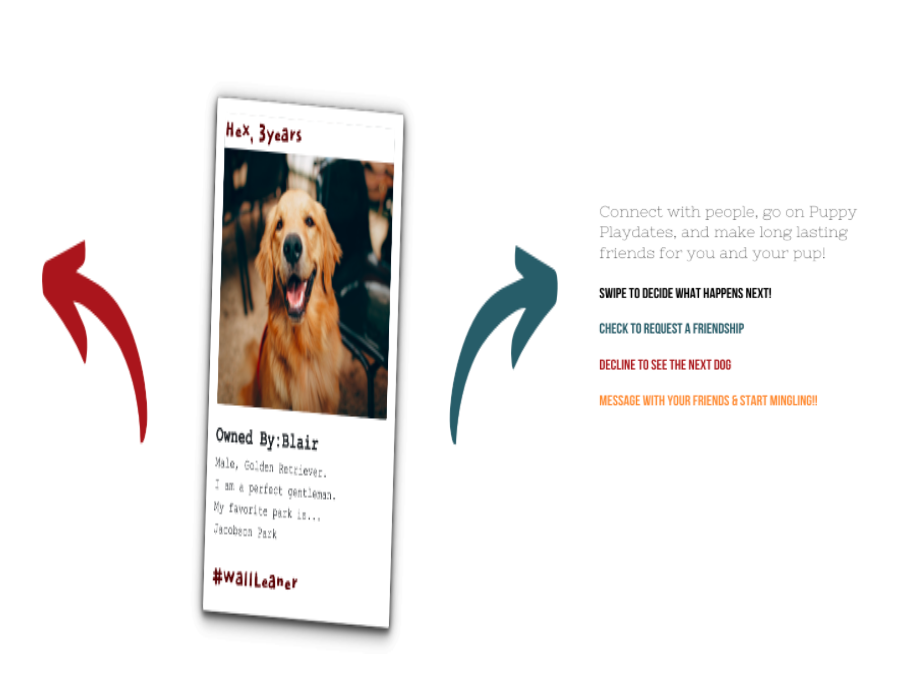 Hex, 3years
Owned By:Blair
Male, Golden Retriever.
I am a perfect gentleman.
My favorite park is...
Jacobson Park
#wallLeaner
Connect with people, go on Puppy
Playdates, and make long lasting
friends for you and your pup!
SWIPE TO DECIDE WHAT HAPPENS NEXT!
CHECK TO REQUEST A FRIENDSHIP
DECLINE TO SEE THE NEXT DOG
MESSAGE WITH YOUR FRIENDS & START MINGLING!!